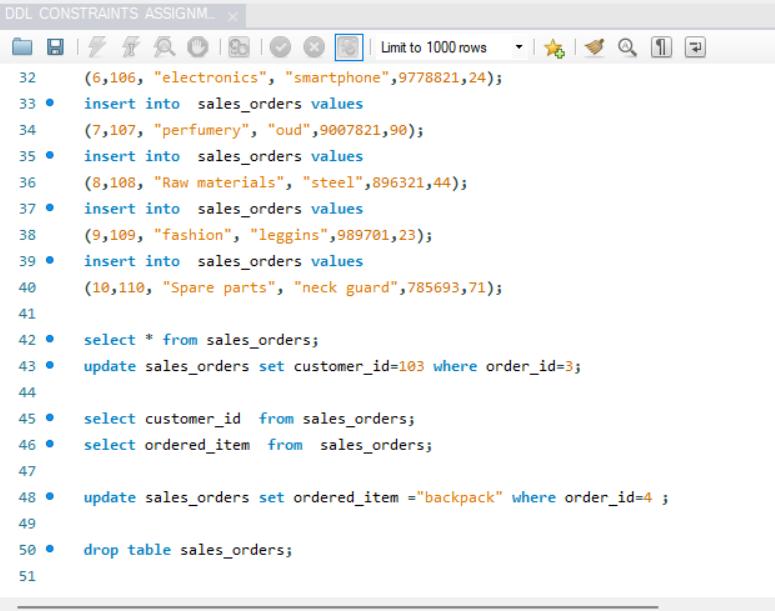 DDL CONSTRAINTS ASSIGNM...
Limit to 1000 rows
32 (6,106, "electronics", "smartphone",9778821,24);
33 insert into  sales_orders values
34 (7,107, "perfumery", "oud",9007821,90);
35 insert into  sales_orders values
36 (8,108, "Raw materials", "steel",896321,44);
37 insert into  sales_orders values
38 (9,109, "fashion", "leggins",989701,23);
39 insert into  sales_orders values
40 (10,110, "Spare parts", "neck guard",785693,71);
41
42 select * from sales_orders;
43 update sales_orders set customer_id=103 where order_id=3;
44
45 select customer_id  from sales_orders;
46 select ordered_item  from  sales_orders;
47
48 update sales_orders set ordered_item ="backpack" where order_id=4 ;
49
50 drop table sales_orders;
51